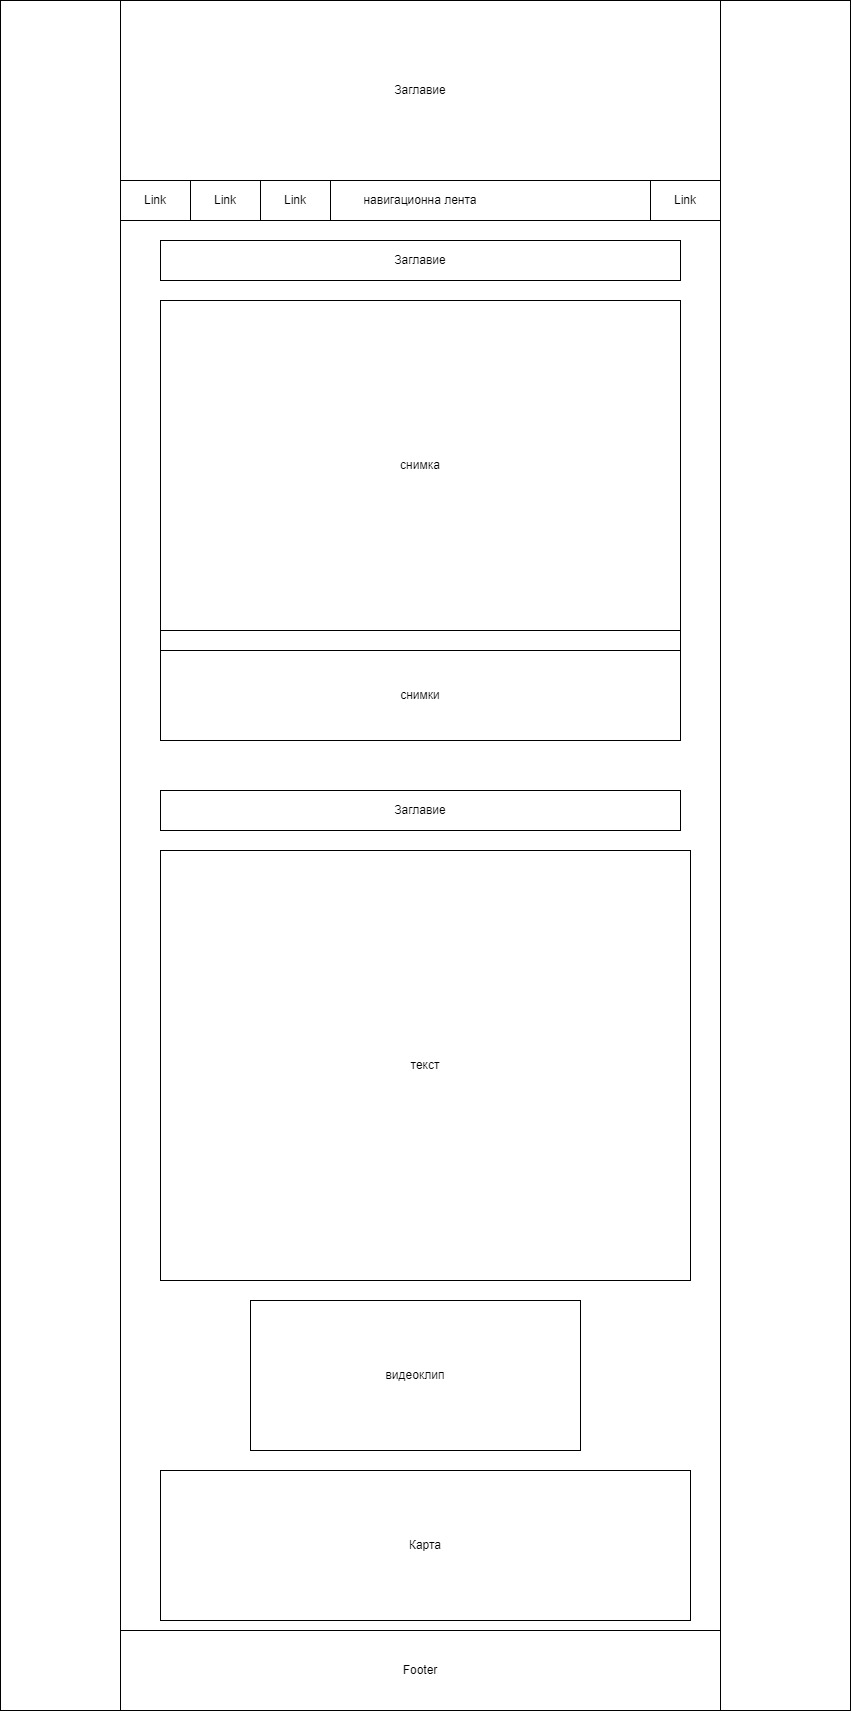 Заглавие
Link
Link
Link
навигационна лента
Link
Заглавие
снимка
снимки
Заглавие
текст
видеоклип
Карта
Footer